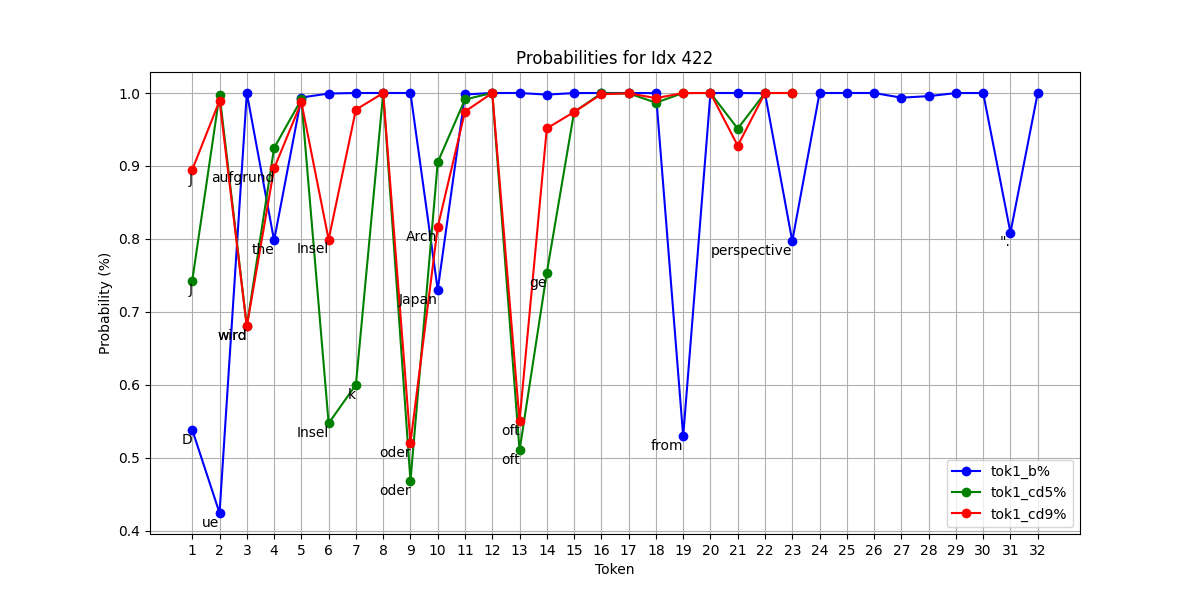 Probabilities for Idx 422
Probability (%)
1.0
0.9
0.8
0.7
0.6
0.5
0.4
J
J
D
ue
wird
wird
aufgrund
the
Insel
Insel
k
oder
oder
Arch
Japan
oft
oft
ge
from
perspective
".
tok1_b%
tok1_cd5%
tok1_cd9%
1 2 3 4 5 6 7 8 9 10 11 12 13 14 15 16 17 18 19 20 21 22 23 24 25 26 27 28 29 30 31 32
Token